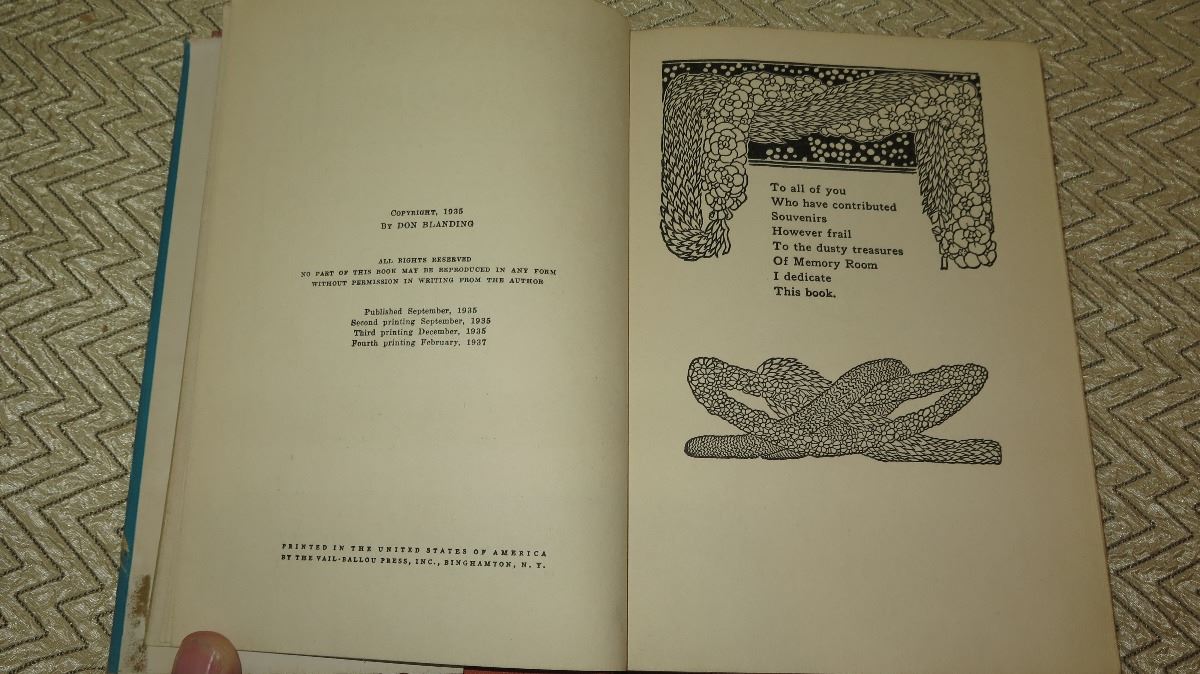 COPYRIGHT, 1935
BY DON BLANDING
ALL RIGHTS RESERVED
NO PART OF THIS BOOK MAY BE REPRODUCED IN ANY FORM
WITHOUT PERMISSION IN WRITING FROM THE AUTHOR
Published September, 1935
Second printing September, 1935
Third printing December, 1935
Fourth printing February, 1937
PRINTED IN THE UNITED STATES OF AMERICA
BY THE VAIL-BALLOU PRESS, INC., BINGHAMTON, N. Y.
To all of you
Who have contributed
Souvenirs
However frail
To the dusty treasures
Of Memory Room
I dedicate
This book.